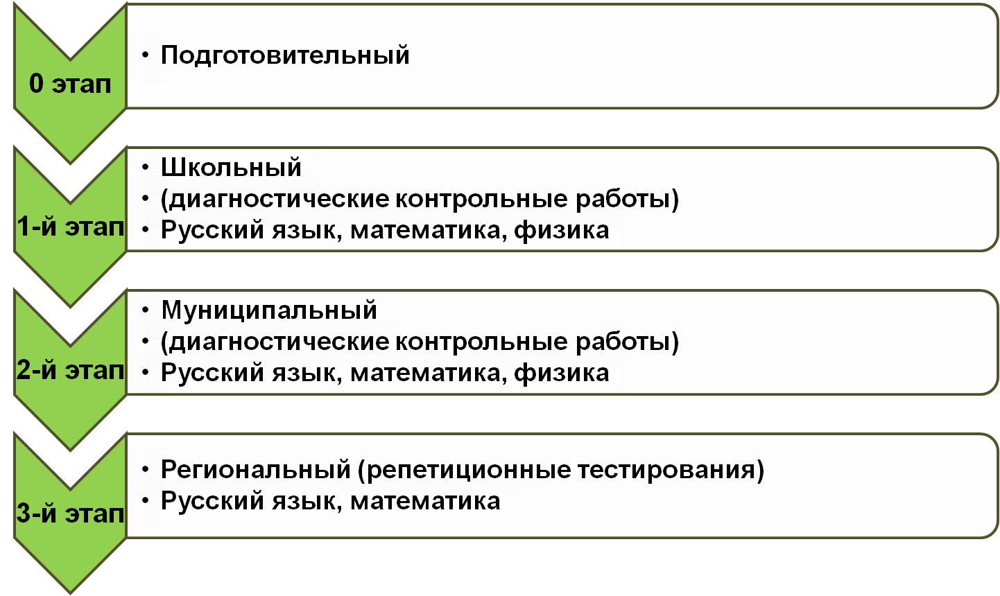 0 этап
• Подготовительный
1-й этап
• Школьный
• (диагностические контрольные работы)
• Русский язык, математика, физика
2-й этап
• Муниципальный
• (диагностические контрольные работы)
• Русский язык, математика, физика
3-й этап
• Региональный (репетиционные тестирования)
• Русский язык, математика